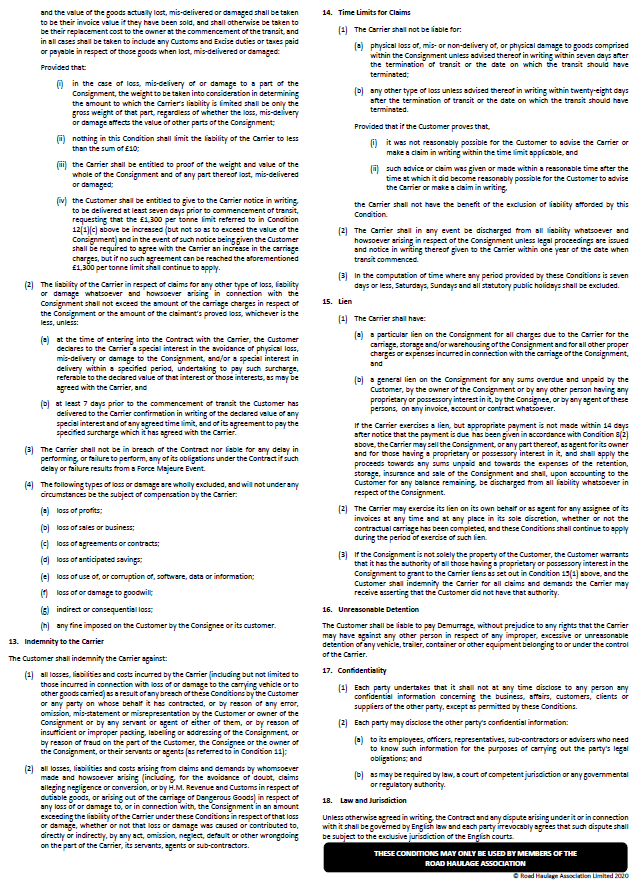 and the value of the goods actually lost, mis-delivered or damaged shall be taken
to be their invoice value if they have been sold, and shall otherwise be taken to
be their replacement cost to the owner at the commencement of the transit, and
in all cases shall be taken to include any Customs and Excise duties or taxes paid
or payable in respect of those goods when lost, mis-delivered or damaged:
Provided that:
(i) in the case of loss, mis-delivery of or damage to a part of the
Consignment, the weight to be taken into consideration in determining
the amount to which the Carrier's liability is limited shall be only the
gross weight of that part, regardless of whether the loss, mis-delivery
or damage affects the value of other parts of the Consignment;
(ii) nothing in this Condition shall limit the liability of the Carrier to less
than the sum of £10;
(iii) the Carrier shall be entitled to proof of the weight and value of the
whole of the Consignment and of any part thereof lost, mis-delivered
or damaged;
(iv) the Customer shall be entitled to give to the Carrier notice in writing,
to be delivered at least seven days prior to commencement of transit,
requesting that the £1,300 per tonne limit referred to in Condition
12(1)(c) above be increased (but not so as to exceed the value of the
Consignment) and in the event of such notice being given the Customer
shall be required to agree with the Carrier an increase in the carriage
charges, but if no such agreement can be reached the aforementioned
£1,300 per tonne limit shall continue to apply.
(2) The liability of the Carrier in respect of claims for any other type of loss, liability
or damage whatsoever and howsoever arising in connection with the
Consignment shall not exceed the amount of the carriage charges in respect of
the Consignment or the amount of the claimant's proved loss, whichever is the
less, unless:
(a) at the time of entering into the Contract with the Carrier, the Customer
declares to the Carrier a special interest in the avoidance of physical loss,
mis-delivery or damage to the Consignment, and/or a special interest in
delivery within a specified period, undertaking to pay such surcharge,
referable to the declared value of that interest or those interests, as may be
agreed with the Carrier, and
(b) at least 7 days prior to the commencement of transit the Customer has
delivered to the Carrier confirmation in writing of the declared value of any
special interest and of any agreed time limit, and of its agreement to pay the
specified surcharge which it has agreed with the Carrier.
(3) The Carrier shall not be in breach of the Contract nor liable for any delay in
performing, or failure to perform, any of its obligations under the Contract if such
delay or failure results from a Force Majeure Event.
(4) The following types of loss or damage are wholly excluded, and will not under any
circumstances be the subject of compensation by the Carrier:
(a) loss of profits;
(b) loss of sales or business;
(c) loss of agreements or contracts;
(d) loss of anticipated savings;
(e) loss of use of, or corruption of, software, data or information;
(f) loss of or damage to goodwill;
(g) indirect or consequential loss;
(h) any fine imposed on the Customer by the Consignee or its customer.
13. Indemnity to the Carrier
The Customer shall indemnify the Carrier against:
(1) all losses, liabilities and costs incurred by the Carrier (including but not limited to
those incurred in connection with loss of or damage to the carrying vehicle or to
other goods carried) as a result of any breach of these Conditions by the Customer
or any party on whose behalf it has contracted, or by reason of any error,
omission, mis-statement or misrepresentation by the Customer or owner of the
Consignment or by any servant or agent of either of them, or by reason of
insufficient or improper packing, labelling or addressing of the Consignment, or
by reason of fraud on the part of the Customer, the Consignee or the owner of
the Consignment, or their servants or agents (as referred to in Condition 11);
(2) all losses, liabilities and costs arising from claims and demands by whomsoever
made and howsoever arising (including, for the avoidance of doubt, claims
alleging negligence or conversion, or by H.M. Revenue and Customs in respect of
dutiable goods, or arising out of the carriage of Dangerous Goods) in respect of
any loss of or damage to, or in connection with, the Consignment in an amount
exceeding the liability of the Carrier under these Conditions in respect of that loss
or damage, whether or not that loss or damage was caused or contributed to,
directly or indirectly, by any act, omission, neglect, default or other wrongdoing
on the part of the Carrier, its servants, agents or sub-contractors.
14. Time Limits for Claims
(1) The Carrier shall not be liable for:
(a) physical loss of, mis- or non-delivery of, or physical damage to goods comprised
within the Consignment unless advised thereof in writing within seven days after
the termination of transit or the date on which the transit should have
terminated;
(b) any other type of loss unless advised thereof in writing within twenty-eight days
after the termination of transit or the date on which the transit should have
terminated.
Provided that if the Customer proves that,
(i) it was not reasonably possible for the Customer to advise the Carrier or
make a claim in writing within the time limit applicable, and
(ii) such advice or claim was given or made within a reasonable time after the
time at which it did become reasonably possible for the Customer to advise
the Carrier or make a claim in writing,
the Carrier shall not have the benefit of the exclusion of liability afforded by this
Condition.
(2) The Carrier shall in any event be discharged from all liability whatsoever and
howsoever arising in respect of the Consignment unless legal proceedings are issued
and notice in writing thereof given to the Carrier within one year of the date when
transit commenced.
(3) In the computation of time where any period provided by these Conditions is seven
days or less, Saturdays, Sundays and all statutory public holidays shall be excluded.
15. Lien
(1) The Carrier shall have:
(a) a particular lien on the Consignment for all charges due to the Carrier for the
carriage, storage and/or warehousing of the Consignment and for all other proper
charges or expenses incurred in connection with the carriage of the Consignment,
and
(b) a general lien on the Consignment for any sums overdue and unpaid by the
Customer, by the owner of the Consignment or by any other person having any
proprietary or possessory interest in it, by the Consignee, or by any agent of these
persons, on any invoice, account or contract whatsoever.
If the Carrier exercises a lien, but appropriate payment is not made within 14 days
after notice that the payment is due has been given in accordance with Condition 8(2)
above, the Carrier may sell the Consignment, or any part thereof, as agent for its owner
and for those having a proprietary or possessory interest in it, and shall apply the
proceeds towards any sums unpaid and towards the expenses of the retention,
storage, insurance and sale of the Consignment and shall, upon accounting to the
Customer for any balance remaining, be discharged from all liability whatsoever in
respect of the Consignment.
(2) The Carrier may exercise its lien on its own behalf or as agent for any assignee of its
invoices at any time and at any place in its sole discretion, whether or not the
contractual carriage has been completed, and these Conditions shall continue to apply
during the period of exercise of such lien.
(3) If the Consignment is not solely the property of the Customer, the Customer warrants
that it has the authority of all those having a proprietary or possessory interest in the
Consignment to grant to the Carrier liens as set out in Condition 15(1) above, and the
Customer shall indemnify the Carrier for all claims and demands the Carrier may
receive asserting that the Customer did not have that authority.
16. Unreasonable Detention
The Customer shall be liable to pay Demurrage, without prejudice to any rights that the Carrier
may have against any other person in respect of any improper, excessive or unreasonable
detention of any vehicle, trailer, container or other equipment belonging to or under the control
of the Carrier.
17. Confidentiality
(1) Each party undertakes that it shall not at any time disclose to any person any
confidential information concerning the business, affairs, customers, clients or
suppliers of the other party, except as permitted by these Conditions.
(2) Each party may disclose the other party's confidential information:
(a) to its employees, officers, representatives, sub-contractors or advisers who need
to know such information for the purposes of carrying out the party's legal
obligations; and
(b) as may be required by law, a court of competent jurisdiction or any governmental
or regulatory authority.
18. Law and Jurisdiction
Unless otherwise agreed in writing, the Contract and any dispute arising under it or in connection
with it shall be governed by English law and each party irrevocably agrees that such dispute shall
be subject to the exclusive jurisdiction of the English courts.
THESE CONDITIONS MAY ONLY BE USED BY MEMBERS OF THE
ROAD HAULAGE ASSOCIATION
© Road Haulage Association Limited 2020